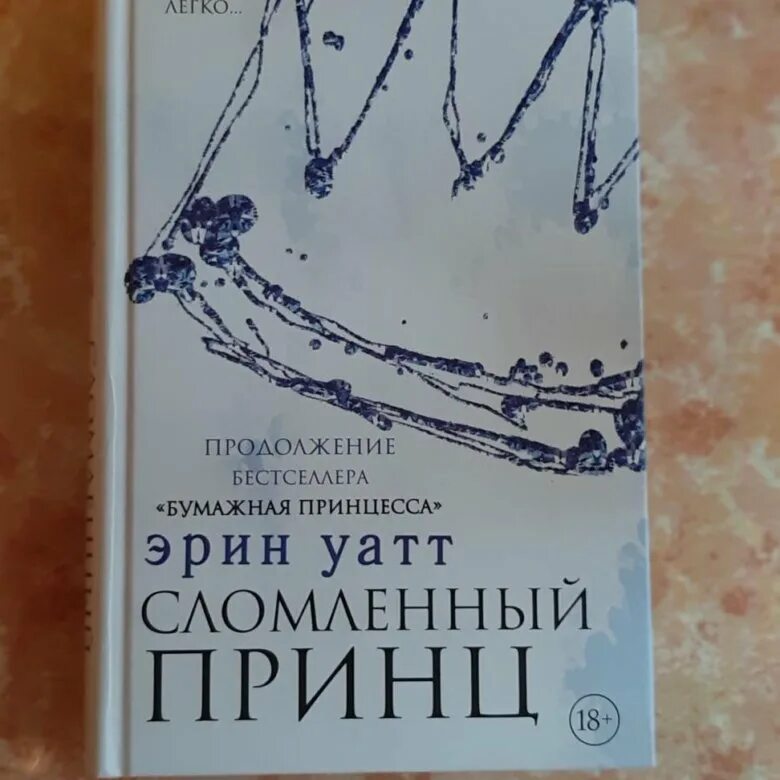 ЛЕГКО...
ПРОДОЛЖЕНИЕ
БЕСТСЕЛЛЕРА
«БУМАЖНАЯ ПРИНЦЕССА»
ЭРИН УАТТ
СЛОМЛЕННЫЙ
ПРИНЦ
18+